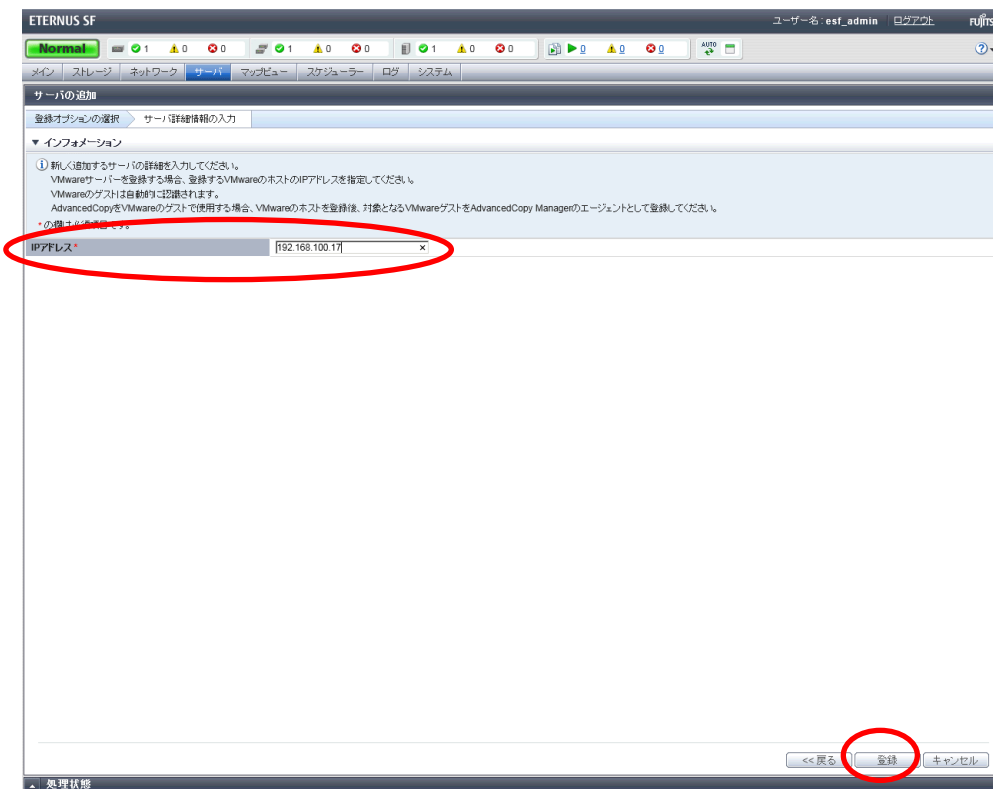 ETERNUS SF ユーザー名:esf_admin ログアウト FUJITS
Normal 1 0 0 1 0 0 1 0 0 0 0 0 AUTO ?
メイン ストレージ ネットワーク サーバ マップビュー スケジューラー ログ システム
サーバの追加
登録オプションの選択 サーバ詳細情報の入力
▼ インフォメーション
新しく追加するサーバの詳細を入力してください。
VMwareサーバーを登録する場合、登録するVMwareのホストのIPアドレスを指定してください。
VMwareのゲストは自動的に認識されます。
AdvancedCopyをVMwareのゲストで使用する場合、VMwareのホストを登録後、対象となるVMwareゲストをAdvancedCopy Managerのエージェントとして登録してください。
*の欄は必須項目です。
IPアドレス* 192.168.100.17 ×
<<戻る 登録 キャンセル
処理状態